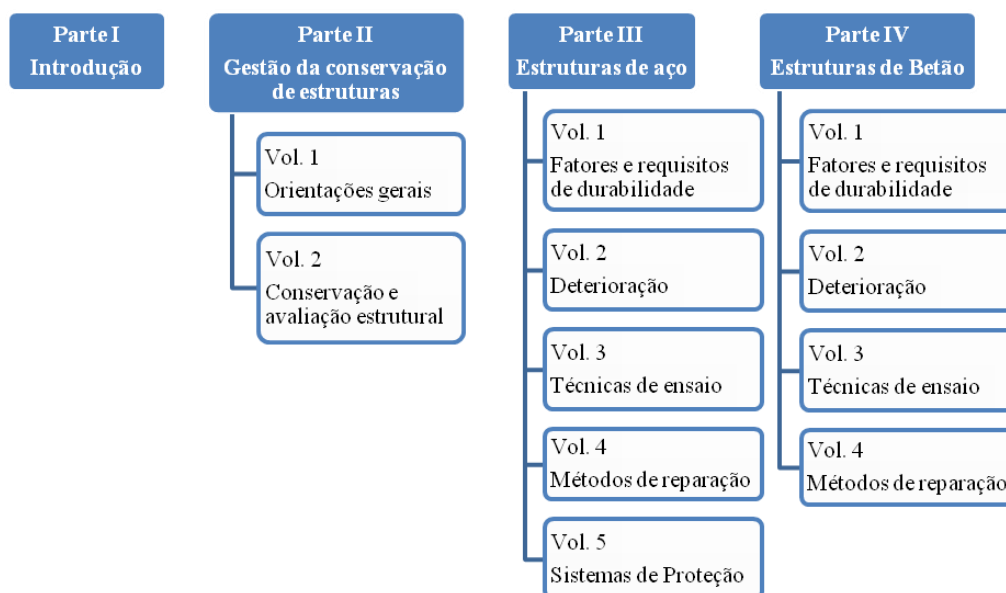 Parte I
Introdução
Parte II
Gestão da conservação
de estruturas
Vol. 1
Orientações gerais
Vol. 2
Conservação e
avaliação estrutural
Parte III
Estruturas de aço
Vol. 1
Fatores e requisitos
de durabilidade
Vol. 2
Deterioração
Vol. 3
Técnicas de ensaio
Vol. 4
Métodos de reparação
Vol. 5
Sistemas de Proteção
Parte IV
Estruturas de Betão
Vol. 1
Fatores e requisitos
de durabilidade
Vol. 2
Deterioração
Vol. 3
Técnicas de ensaio
Vol. 4
Métodos de reparação